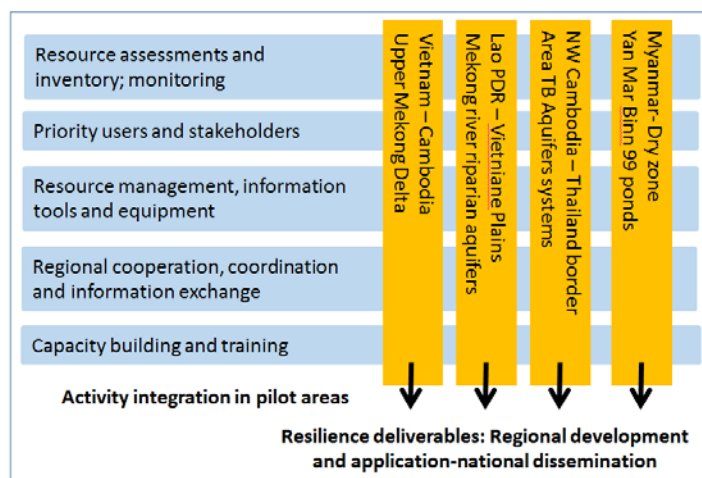 Resource assessments and
inventory; monitoring
Priority users and stakeholders
Resource management, information
tools and equipment
Regional cooperation, coordination
and information exchange
Capacity building and training
Vietnam – Cambodia
Upper Mekong Delta
Lao PDR – Vietniane Plains
Mekong river riparian aquifers
NW Cambodia – Thailand border
Area TB Aquifers systems
Myanmar- Dry zone
Yan Mar Binn 99 ponds
Activity integration in pilot areas
Resilience deliverables: Regional development
and application-national dissemination